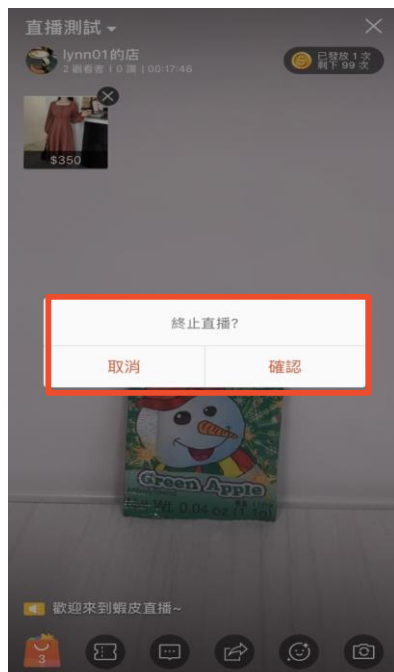 直播測試
lynn01的店
2 觀看者 | 0 讚 | 00:17:46
已發放 1 次
剩下 99 次
$350
終止直播?
取消
確認
Green Apple
歡迎來到蝦皮直播~
3